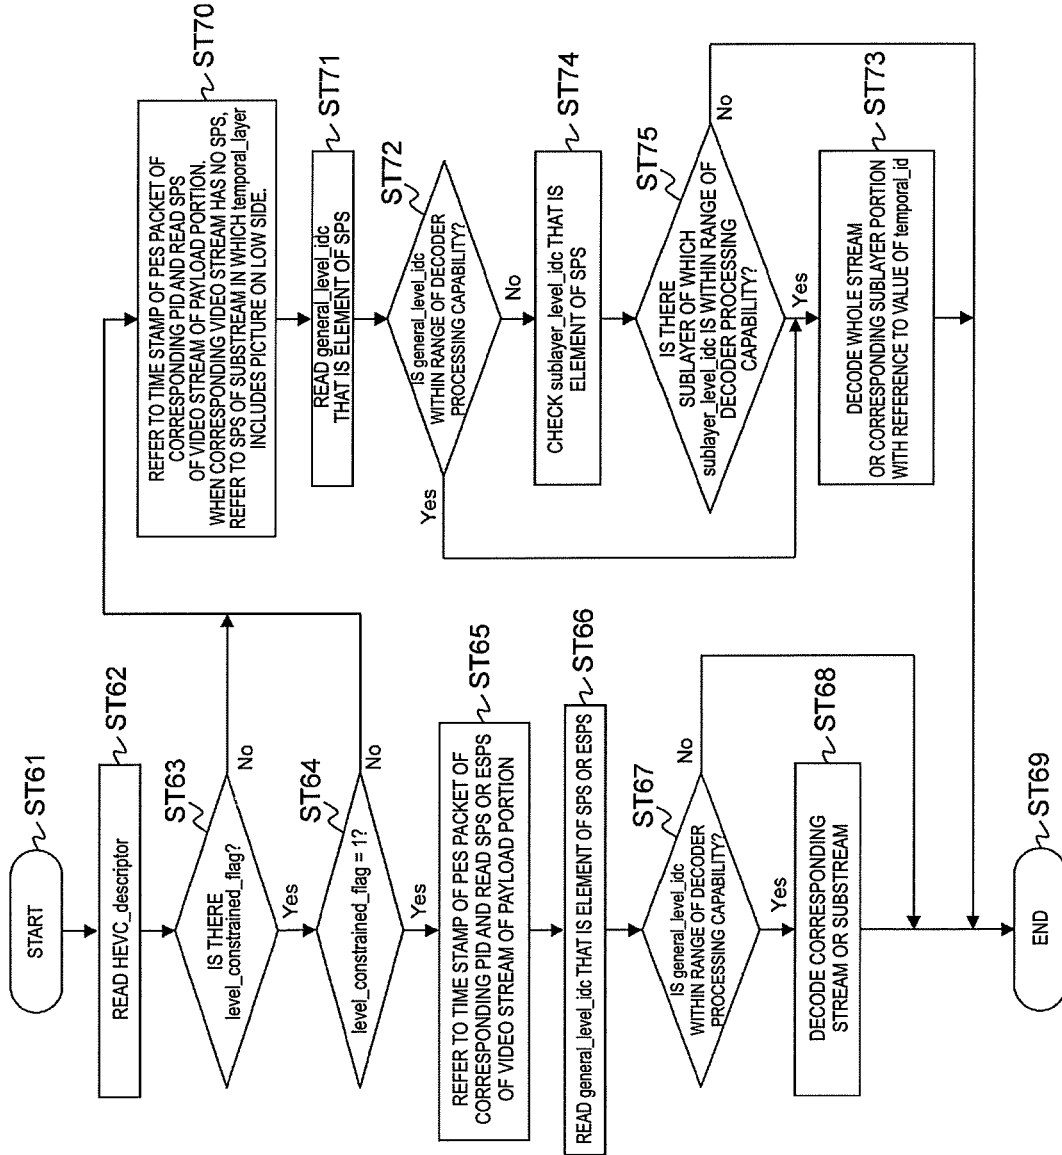 START
ST61
READ HEVC_descriptor
ST62
IS THERE
level_constrained_flag?
ST63
Yes
No
level_constrained_flag = 1?
ST64
Yes
No
REFER TO TIME STAMP OF PES PACKET OF
CORRESPONDING PID AND READ SPS OR ESPS
OF VIDEO STREAM OF PAYLOAD PORTION
ST65
READ general_level_idc THAT IS ELEMENT OF SPS OR ESPS
ST66
IS general_level_idc
WITHIN RANGE OF DECODER
PROCESSING CAPABILITY?
ST67
No
Yes
DECODE CORRESPONDING
STREAM OR SUBSTREAM
ST68
END
ST69
REFER TO TIME STAMP OF PES PACKET OF
CORRESPONDING PID AND READ SPS
OF VIDEO STREAM OF PAYLOAD PORTION.
WHEN CORRESPONDING VIDEO STREAM HAS NO SPS,
REFER TO SPS OF SUBSTREAM IN WHICH temporal_layer
INCLUDES PICTURE ON LOW SIDE.
ST70
READ general_level_idc
THAT IS ELEMENT OF SPS
ST71
IS general_level_idc
WITHIN RANGE OF DECODER
PROCESSING CAPABILITY?
ST72
Yes
No
CHECK sublayer_level_idc THAT IS
ELEMENT OF SPS
ST74
IS THERE
SUBLAYER OF WHICH
sublayer_level_idc IS WITHIN RANGE OF
DECODER PROCESSING
CAPABILITY?
ST75
No
Yes
DECODE WHOLE STREAM
OR CORRESPONDING SUBLAYER PORTION
WITH REFERENCE TO VALUE OF temporal_id
ST73